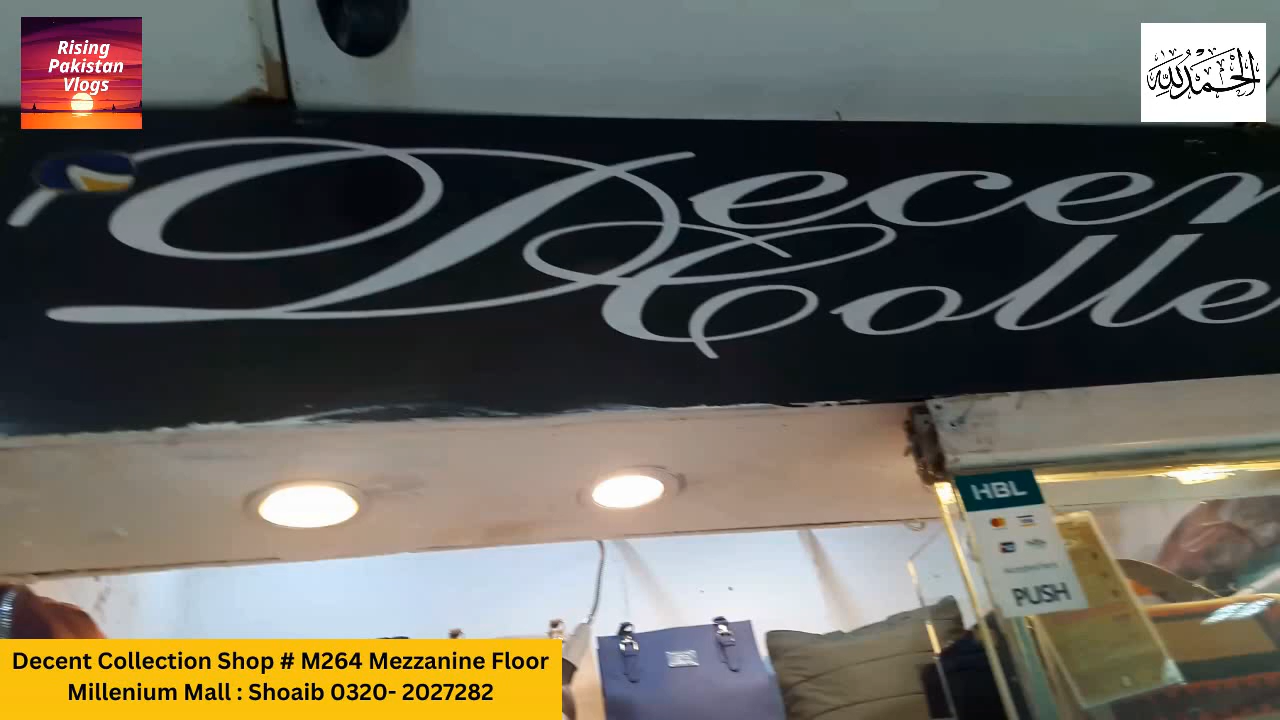 Rising
Pakistan
Vlogs
الحمدلله
Decen
Colle
HBL
PUSH
Decent Collection Shop # M264 Mezzanine Floor
Millenium Mall : Shoaib 0320- 2027282